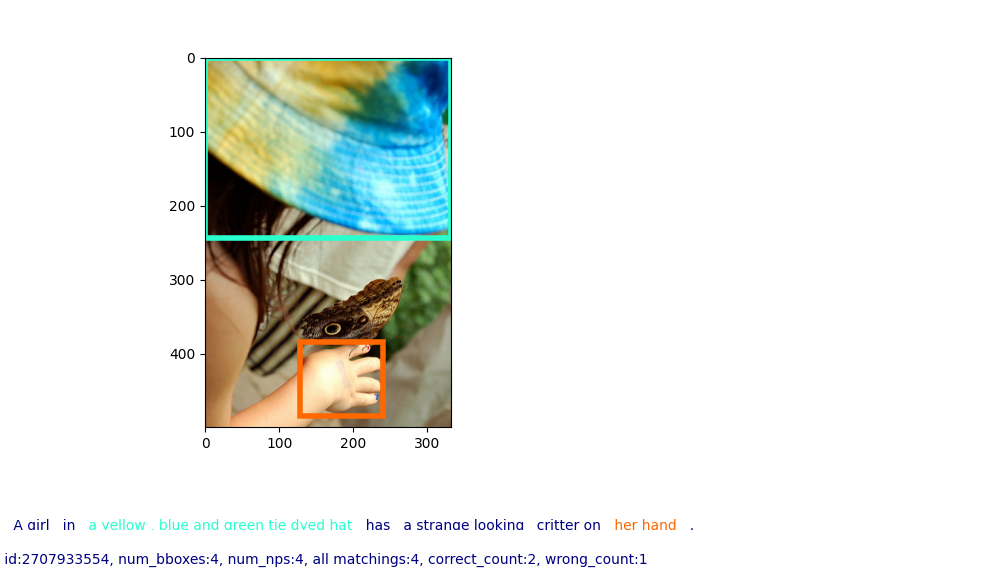 0
100
200
300
400
0 100 200 300
A girl in a yellow , blue and green tie dyed hat has a strange looking critter on her hand .
id:2707933554, num_bboxes:4, num_nps:4, all matchings:4, correct_count:2, wrong_count:1